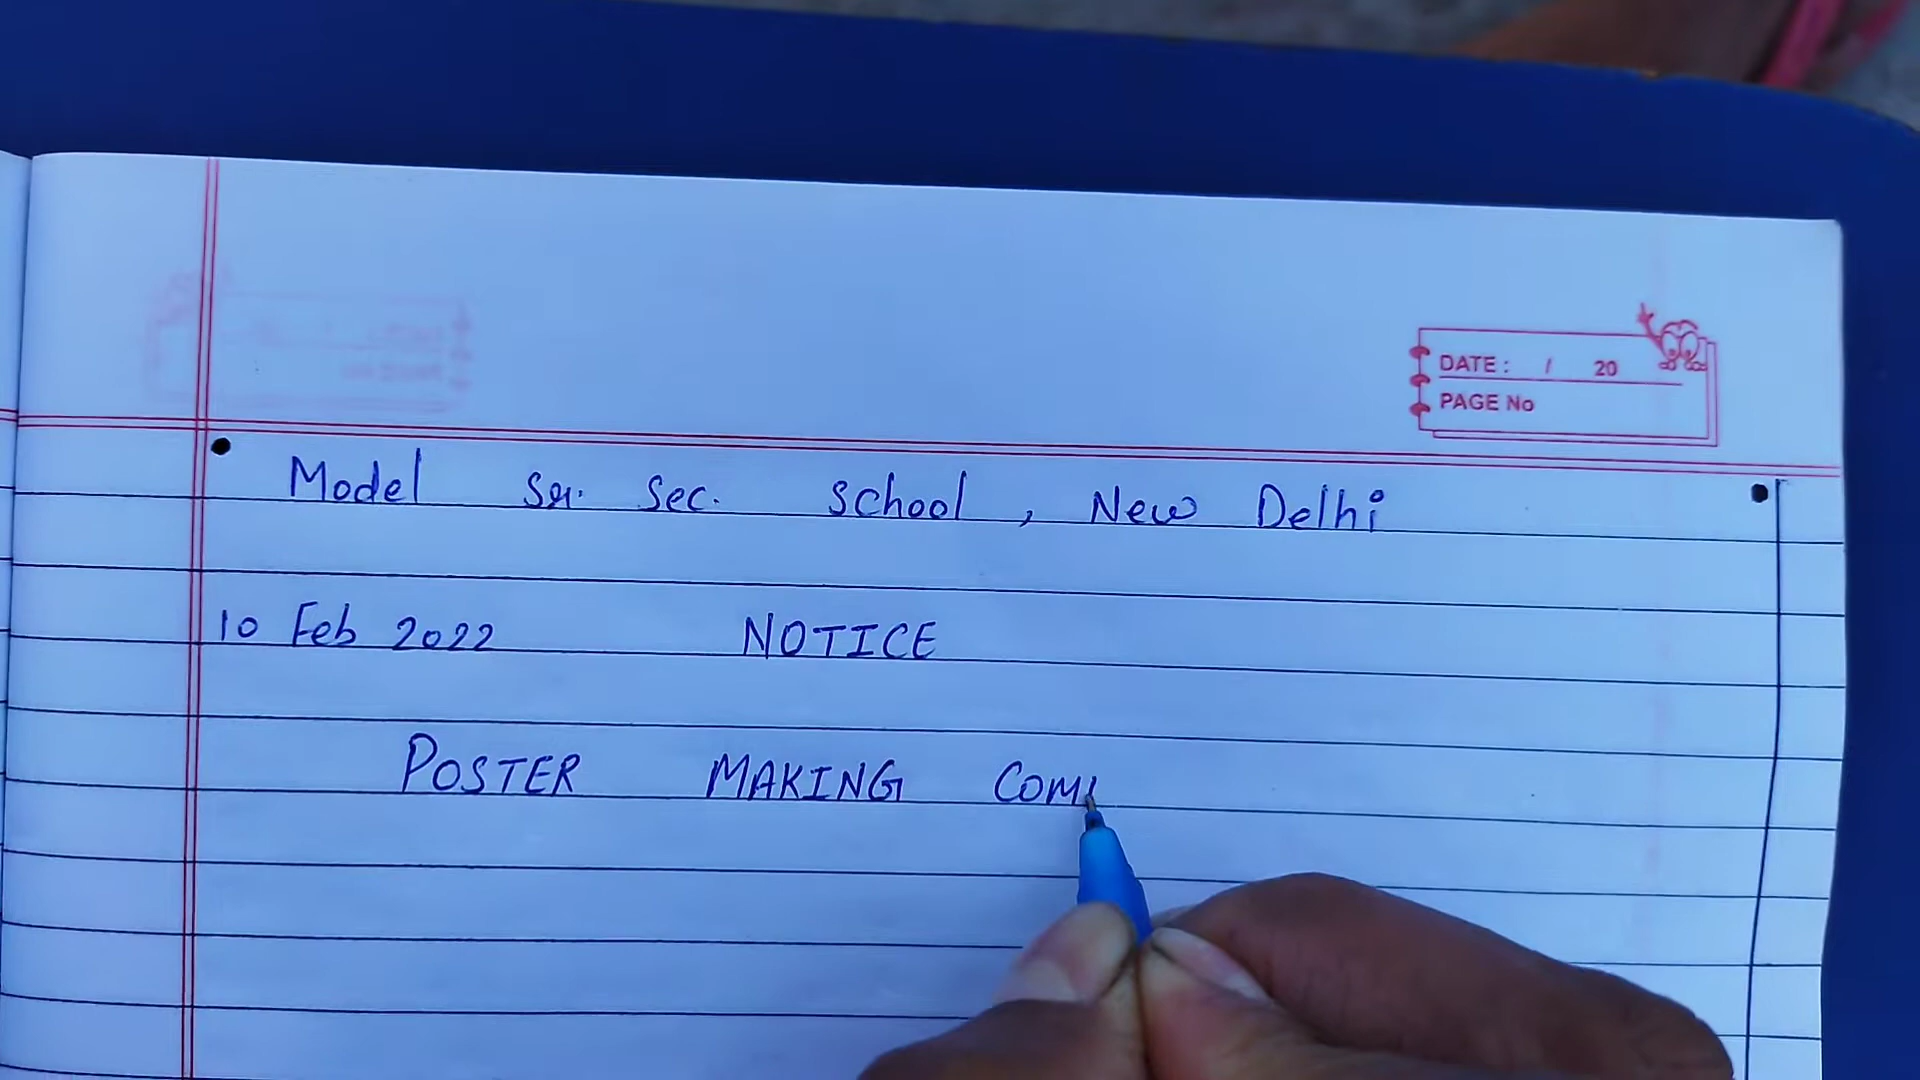 DATE : / 20
PAGE No
Model Sr. Sec. School , New Delhi
10 Feb 2022 NOTICE
POSTER MAKING COM